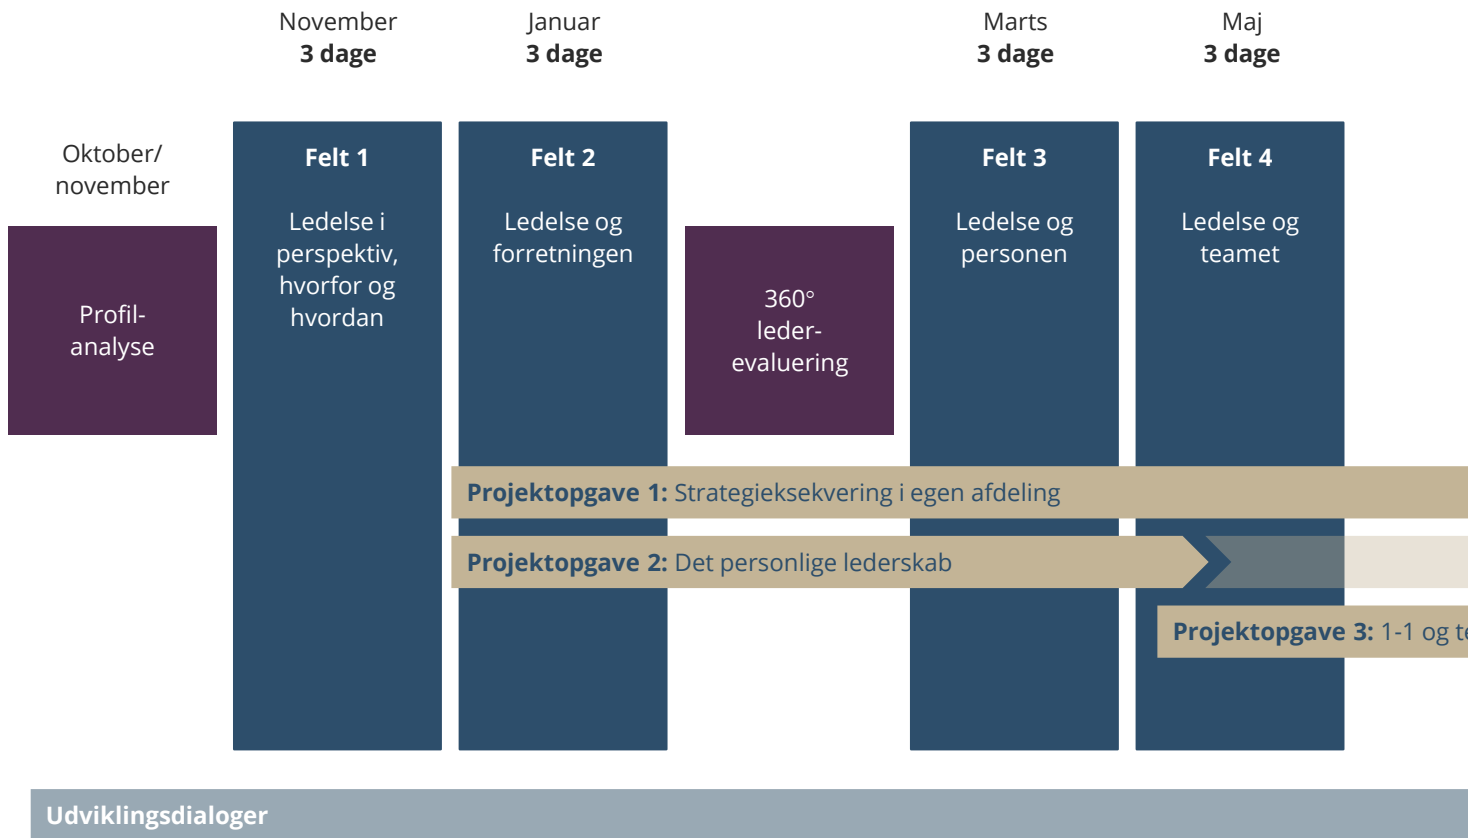 November
3 dage
Januar
3 dage
Marts
3 dage
Maj
3 dage
Oktober/
november
Profil-
analyse
Felt 1
Ledelse i
perspektiv,
hvorfor og
hvordan
Felt 2
Ledelse og
forretningen
360°
leder-
evaluering
Felt 3
Ledelse og
personen
Felt 4
Ledelse og
teamet
Projektopgave 1: Strategieksekvering i egen afdeling
Projektopgave 2: Det personlige lederskab
Projektopgave 3: 1-1 og
Udviklingsdialoger